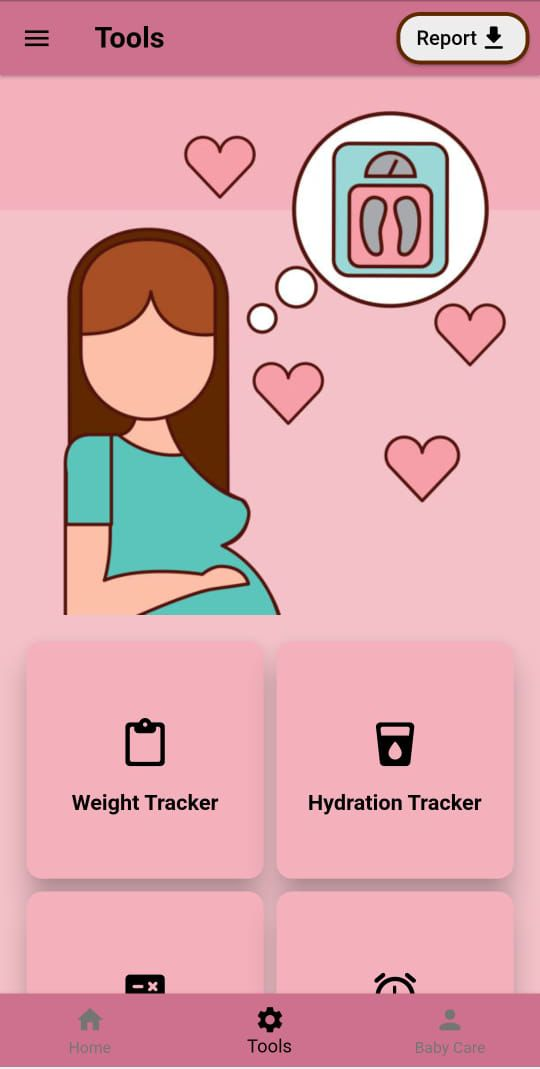 Tools
Report
Weight Tracker
Hydration Tracker
Home
Tools
Baby Care